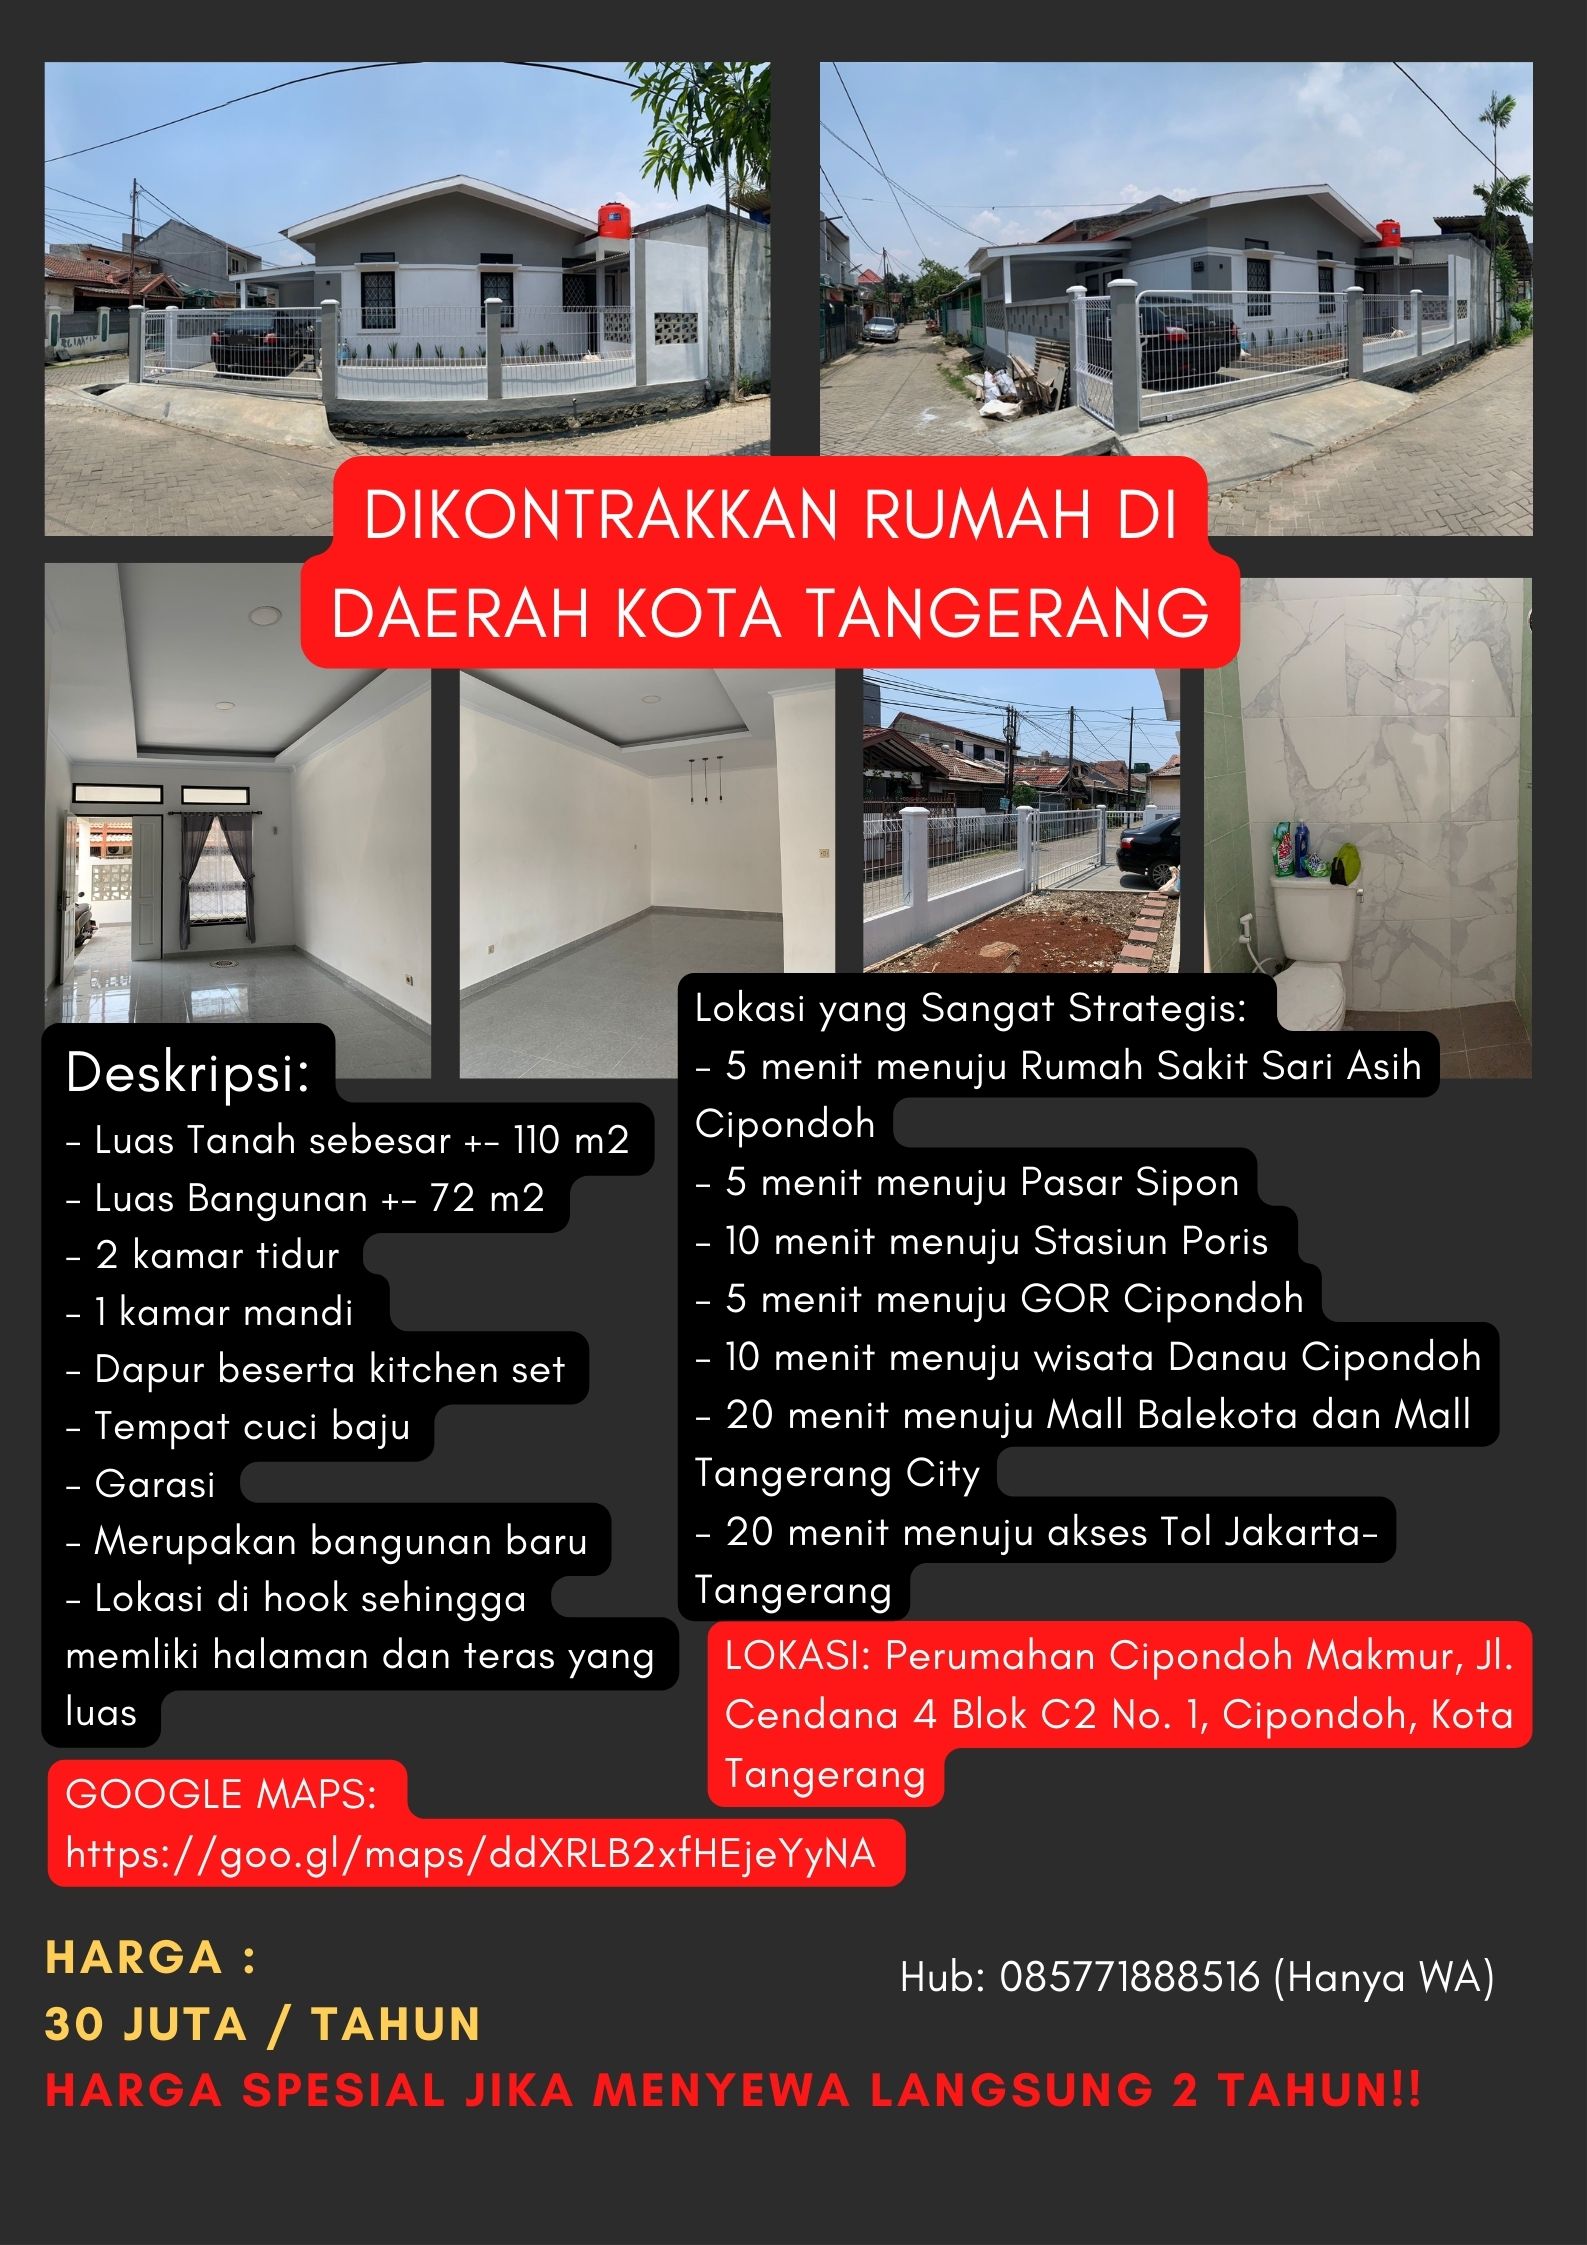 DIKONTRAKKAN RUMAH DI
DAERAH KOTA TANGERANG
Deskripsi:
- Luas Tanah sebesar +- 110 m2
- Luas Bangunan +- 72 m2
- 2 kamar tidur
- 1 kamar mandi
- Dapur beserta kitchen set
- Tempat cuci baju
- Garasi
- Merupakan bangunan baru
- Lokasi di hook sehingga
memliki halaman dan teras yang
luas
Lokasi yang Sangat Strategis:
- 5 menit menuju Rumah Sakit Sari Asih
Cipondoh
- 5 menit menuju Pasar Sipon
- 10 menit menuju Stasiun Poris
- 5 menit menuju GOR Cipondoh
- 10 menit menuju wisata Danau Cipondoh
- 20 menit menuju Mall Balekota dan Mall
Tangerang City
- 20 menit menuju akses Tol Jakarta-
Tangerang
LOKASI: Perumahan Cipondoh Makmur, Jl.
Cendana 4 Blok C2 No. 1, Cipondoh, Kota
Tangerang
GOOGLE MAPS:
https://goo.gl/maps/ddXRLB2xfHEjeYyNA
HARGA :
30 JUTA / TAHUN
HARGA SPESIAL JIKA MENYEWA LANGSUNG 2 TAHUN!!
Hub: 085771888516 (Hanya WA)